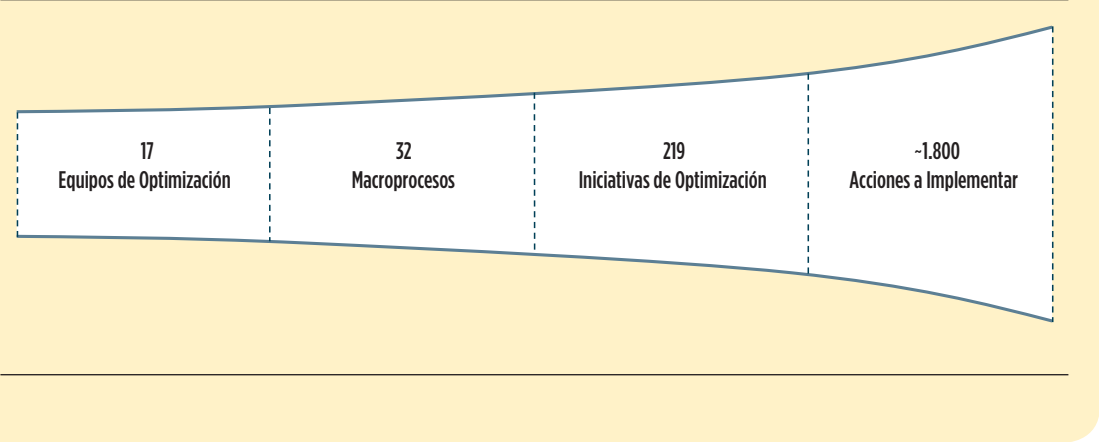 17
Equipos de Optimización
32
Macroprocesos
219
Iniciativas de Optimización
~1.800
Acciones a Implementar